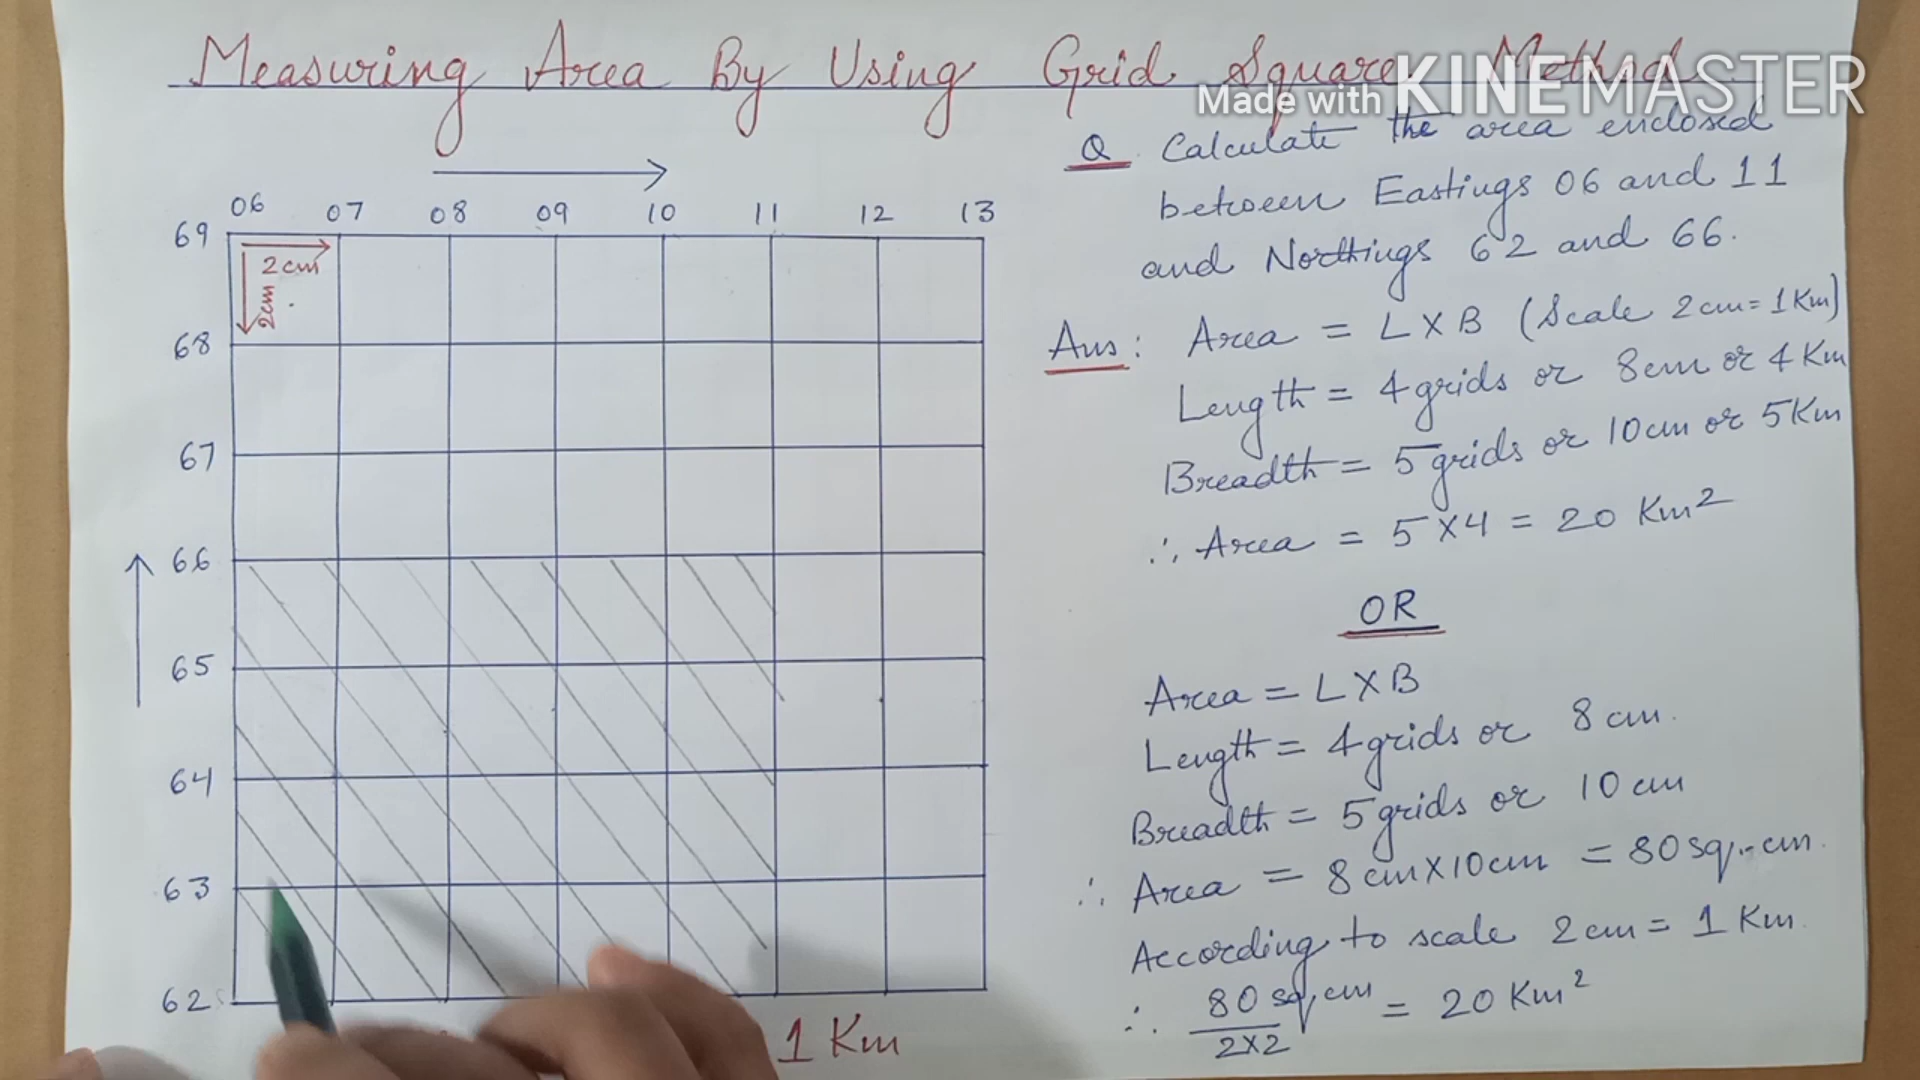 Measuring Area By Using Grid Square Method
Made with KINEMASTER
Q. Calculate the area enclosed
between Eastings 06 and 11
and Northings 62 and 66.
Ans: Area = L X B (Scale 2cm = 1Km)
Length = 4 grids or 8cm or 4 Km
Breadth = 5 grids or 10cm or 5Km
∴ Area = 5 X 4 = 20 Km²
OR
Area = L X B
Length = 4 grids or 8 cm.
Breadth = 5 grids or 10 cm
∴ Area = 8 cm X 10cm = 80 sq. cm.
According to scale 2cm = 1 Km.
∴ 80 sq. cm = 20 Km²
2X2
06 07 08 09 10 11 12 13
69
2cm
2cm
68
67
66
65
64
63
62
1 Km